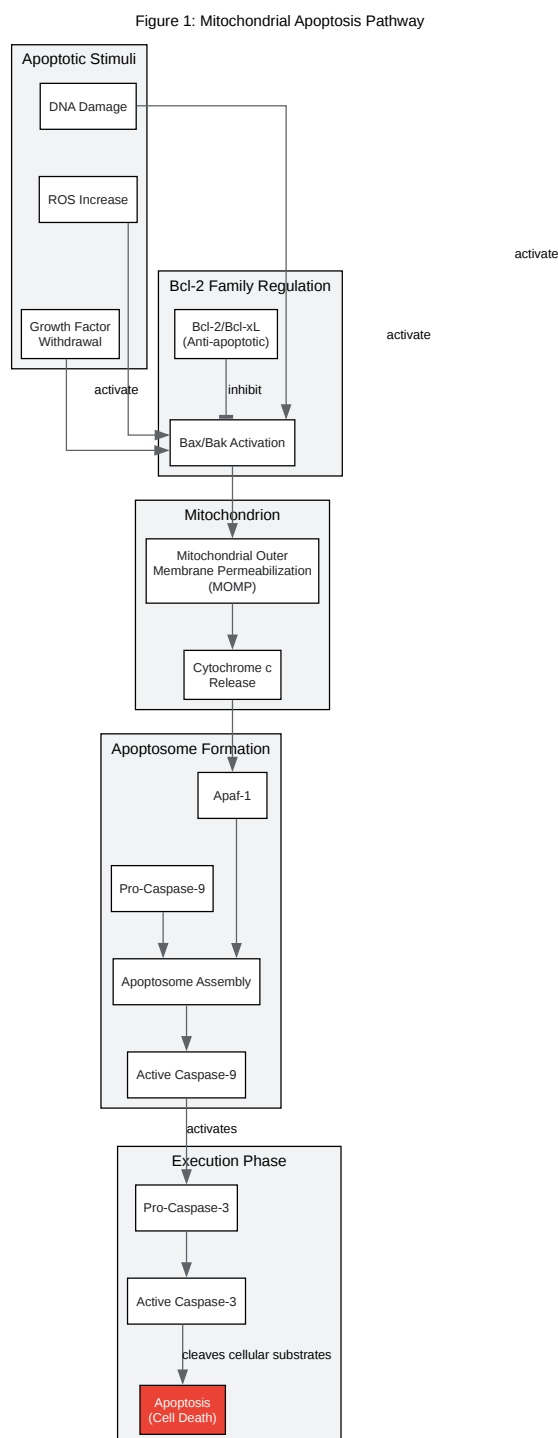 Figure 1: Mitochondrial Apoptosis Pathway
Apoptotic Stimuli
DNA Damage
ROS Increase
activate
Bcl-2 Family Regulation
Growth Factor
Withdrawal
Bcl-2/Bcl-xL
(Anti-apoptotic)
activate
activate
inhibit
Bax/Bak Activation
Mitochondrion
Mitochondrial Outer
Membrane Permeabilization
(MOMP)
Cytochrome c
Release
Apoptosome Formation
Apaf-1
Pro-Caspase-9
Apoptosome Assembly
Active Caspase-9
activates
Execution Phase
Pro-Caspase-3
Active Caspase-3
cleaves cellular substrates
Apoptosis
(Cell Death)